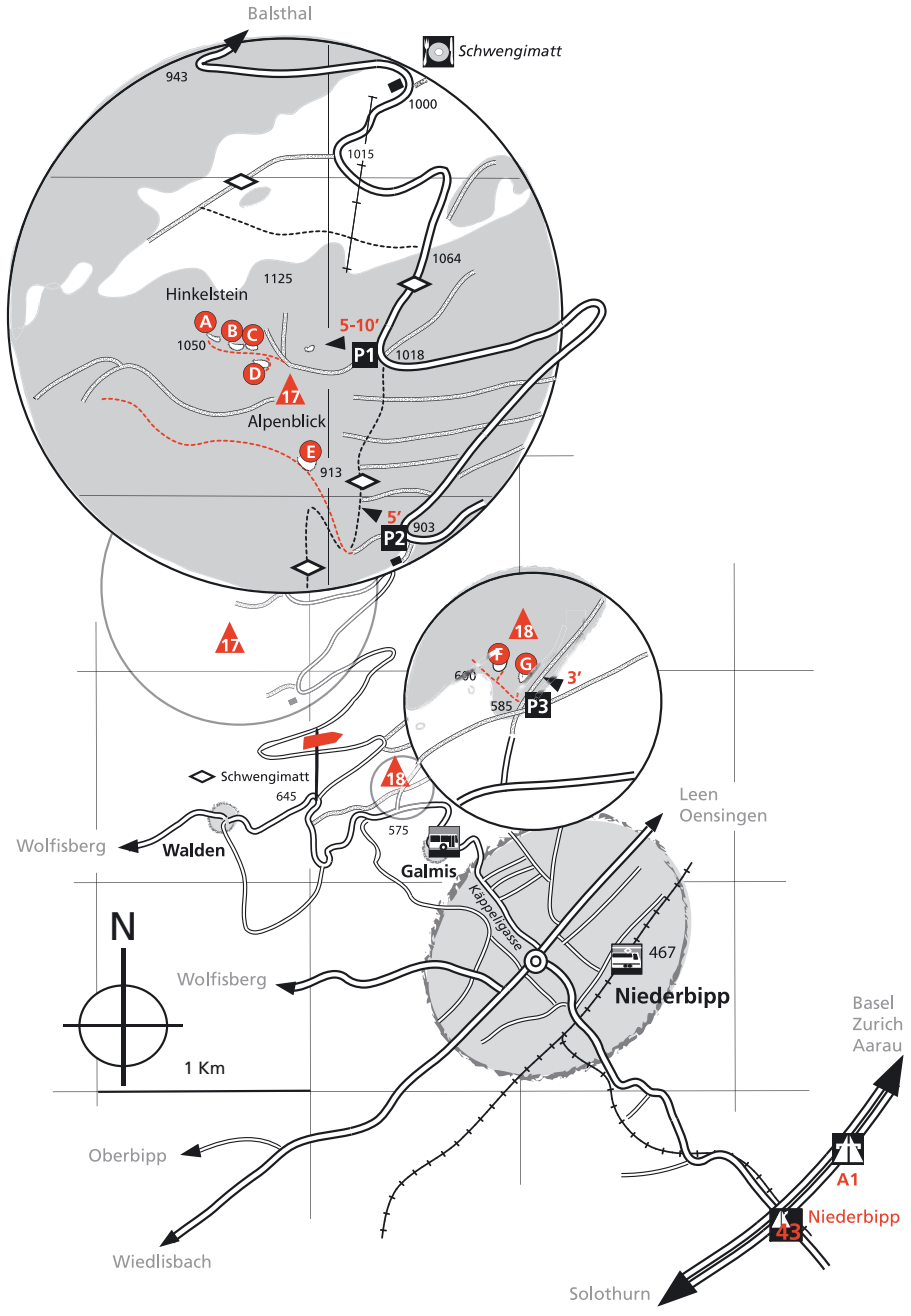 Balsthal
Schwengimatt
943
1000
1015
1064
1125
Hinkelstein
A
B
C
5-10’
1050
P1
1018
D
17
Alpenblick
E
913
5’
903
P2
17
18
F
G
600
3’
585
P3
18
Schwengimatt
645
Leen
Oensingen
575
Wolfisberg
Walden
Galmis
Käppeligasse
N
467
Wolfisberg
Niederbipp
Basel
Zurich
Aarau
1 Km
Oberbipp
A1
Niederbipp
43
Wiedlisbach
Solothurn